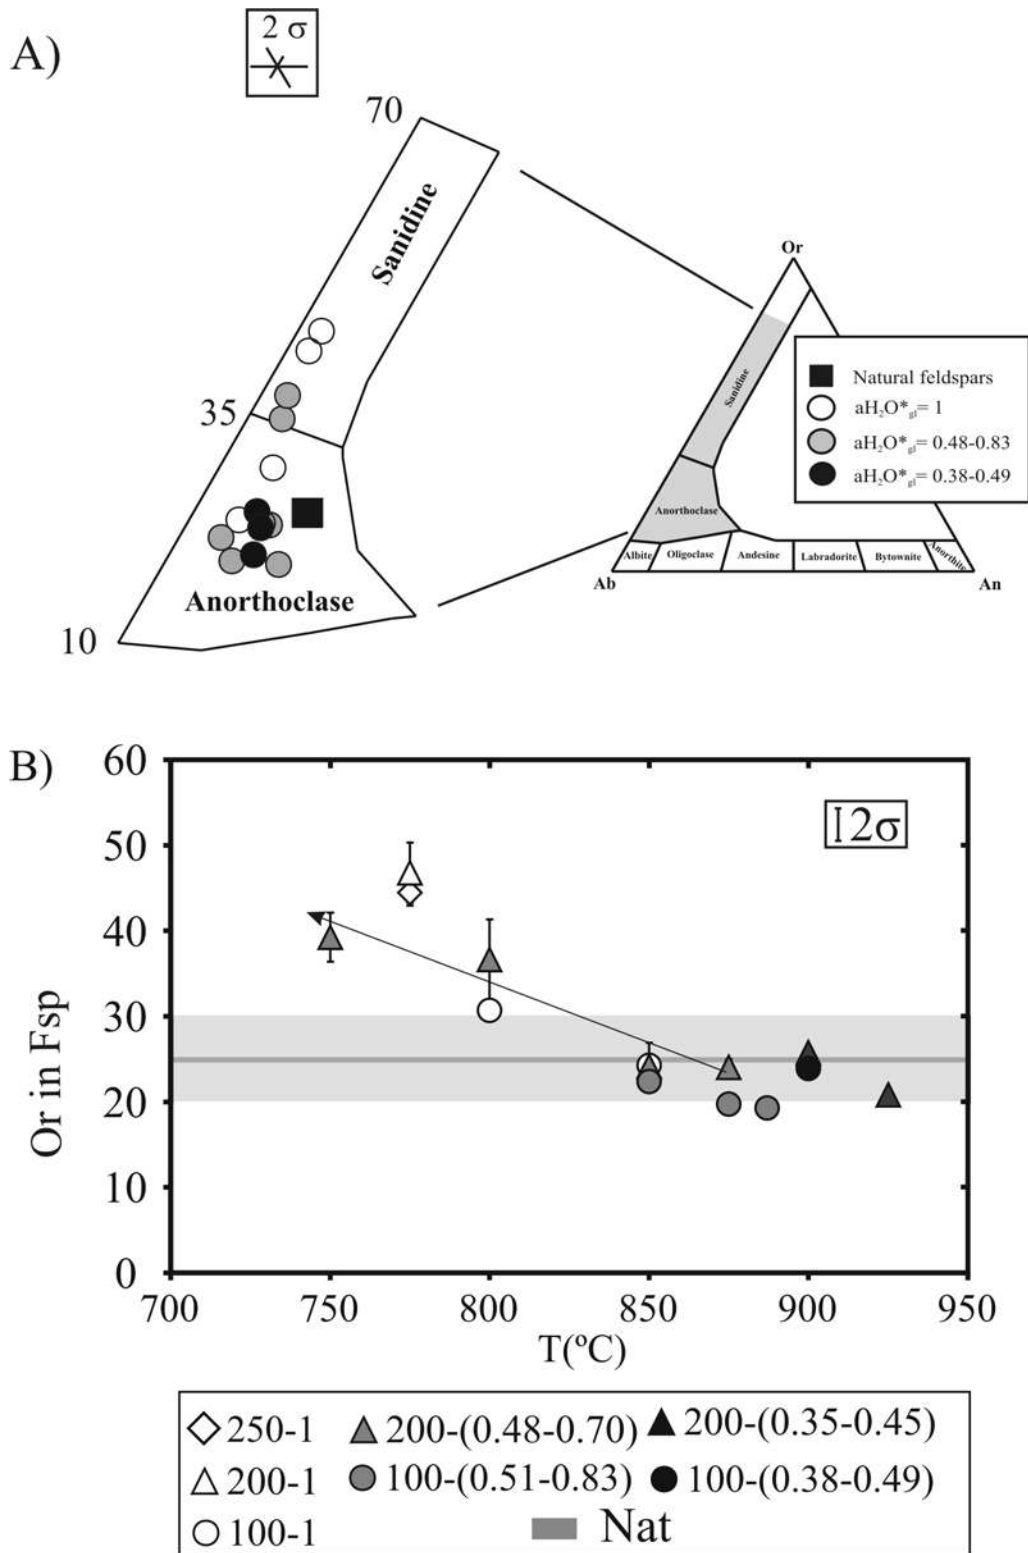 A)
2 σ
70
Sanidine
35
Anorthoclase
10
Or
Sanidine
Anorthoclase
Albite
Oligoclase
Andesine
Labradorite
Bytownite
Anorthite
Ab
An
Natural feldspars
aH₂O*gl= 1
aH₂O*gl= 0.48-0.83
aH₂O*gl= 0.38-0.49
B)
60
50
40
30
20
10
0
Or in Fsp
2σ
700
750
800
850
900
950
T(ºC)
250-1
200-(0.48-0.70)
200-(0.35-0.45)
200-1
100-(0.51-0.83)
100-(0.38-0.49)
100-1
Nat